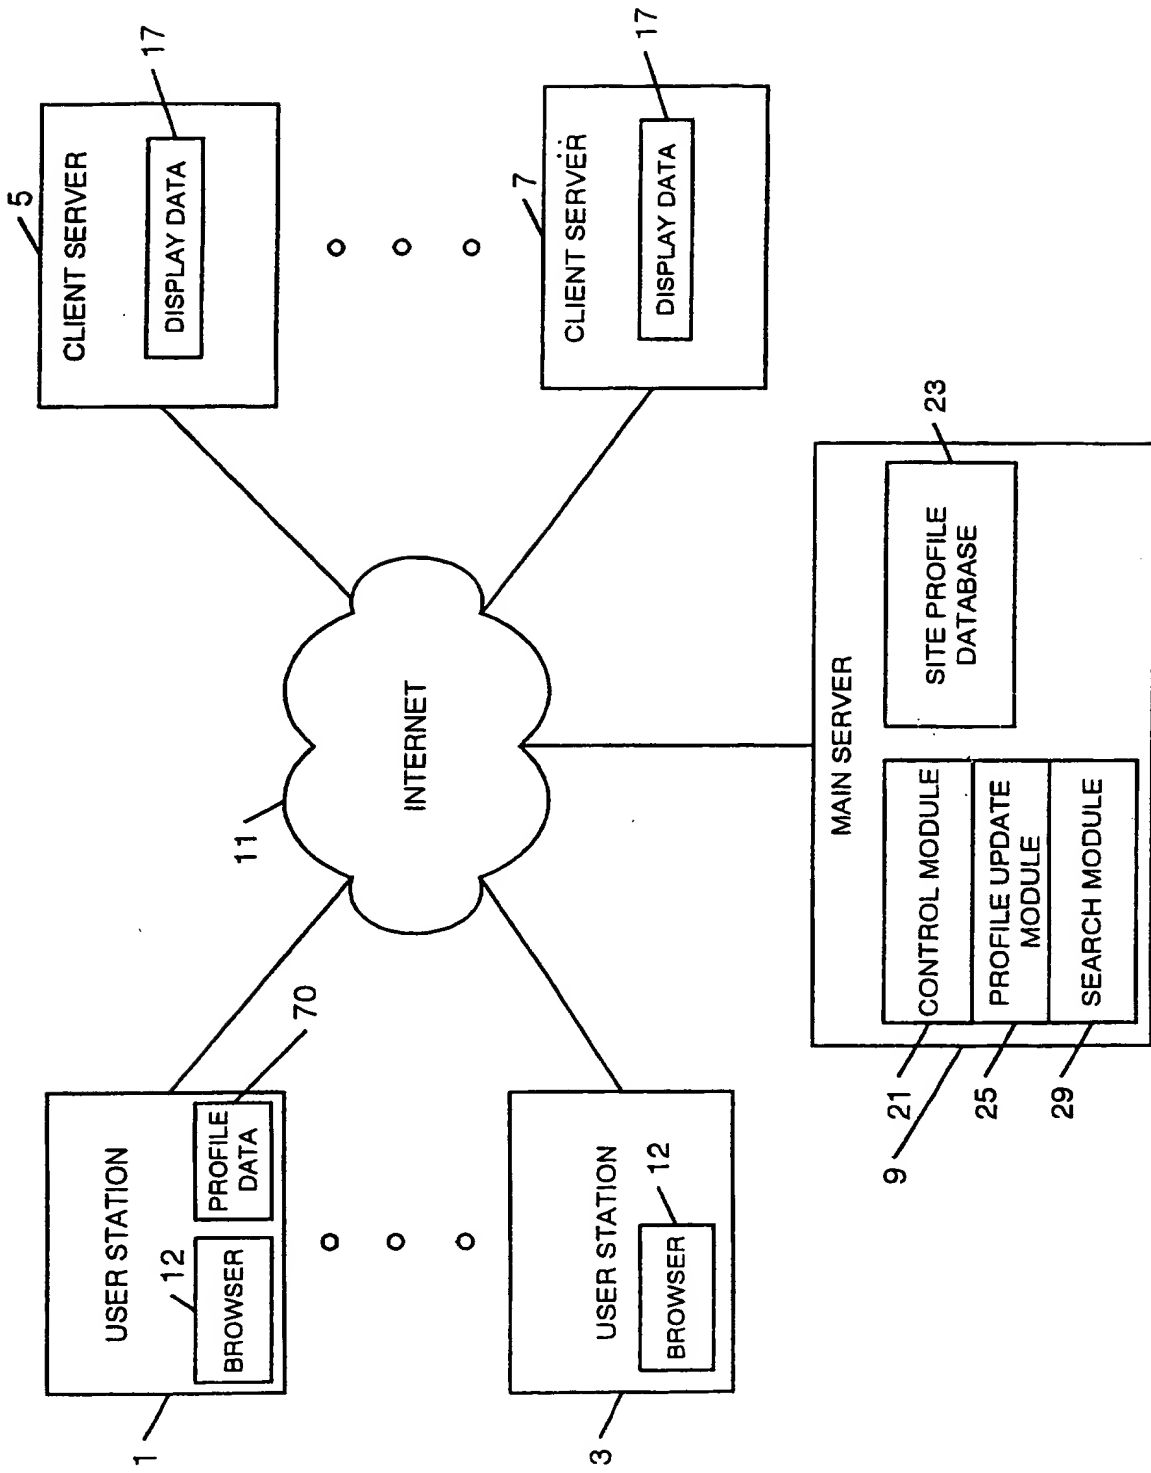 1
USER STATION
12
BROWSER
PROFILE
DATA
70
3
USER STATION
BROWSER
12
11
INTERNET
5
CLIENT SERVER
DISPLAY DATA
17
7
CLIENT SERVER
DISPLAY DATA
17
9
MAIN SERVER
21
CONTROL MODULE
25
PROFILE UPDATE
MODULE
29
SEARCH MODULE
SITE PROFILE
DATABASE
23